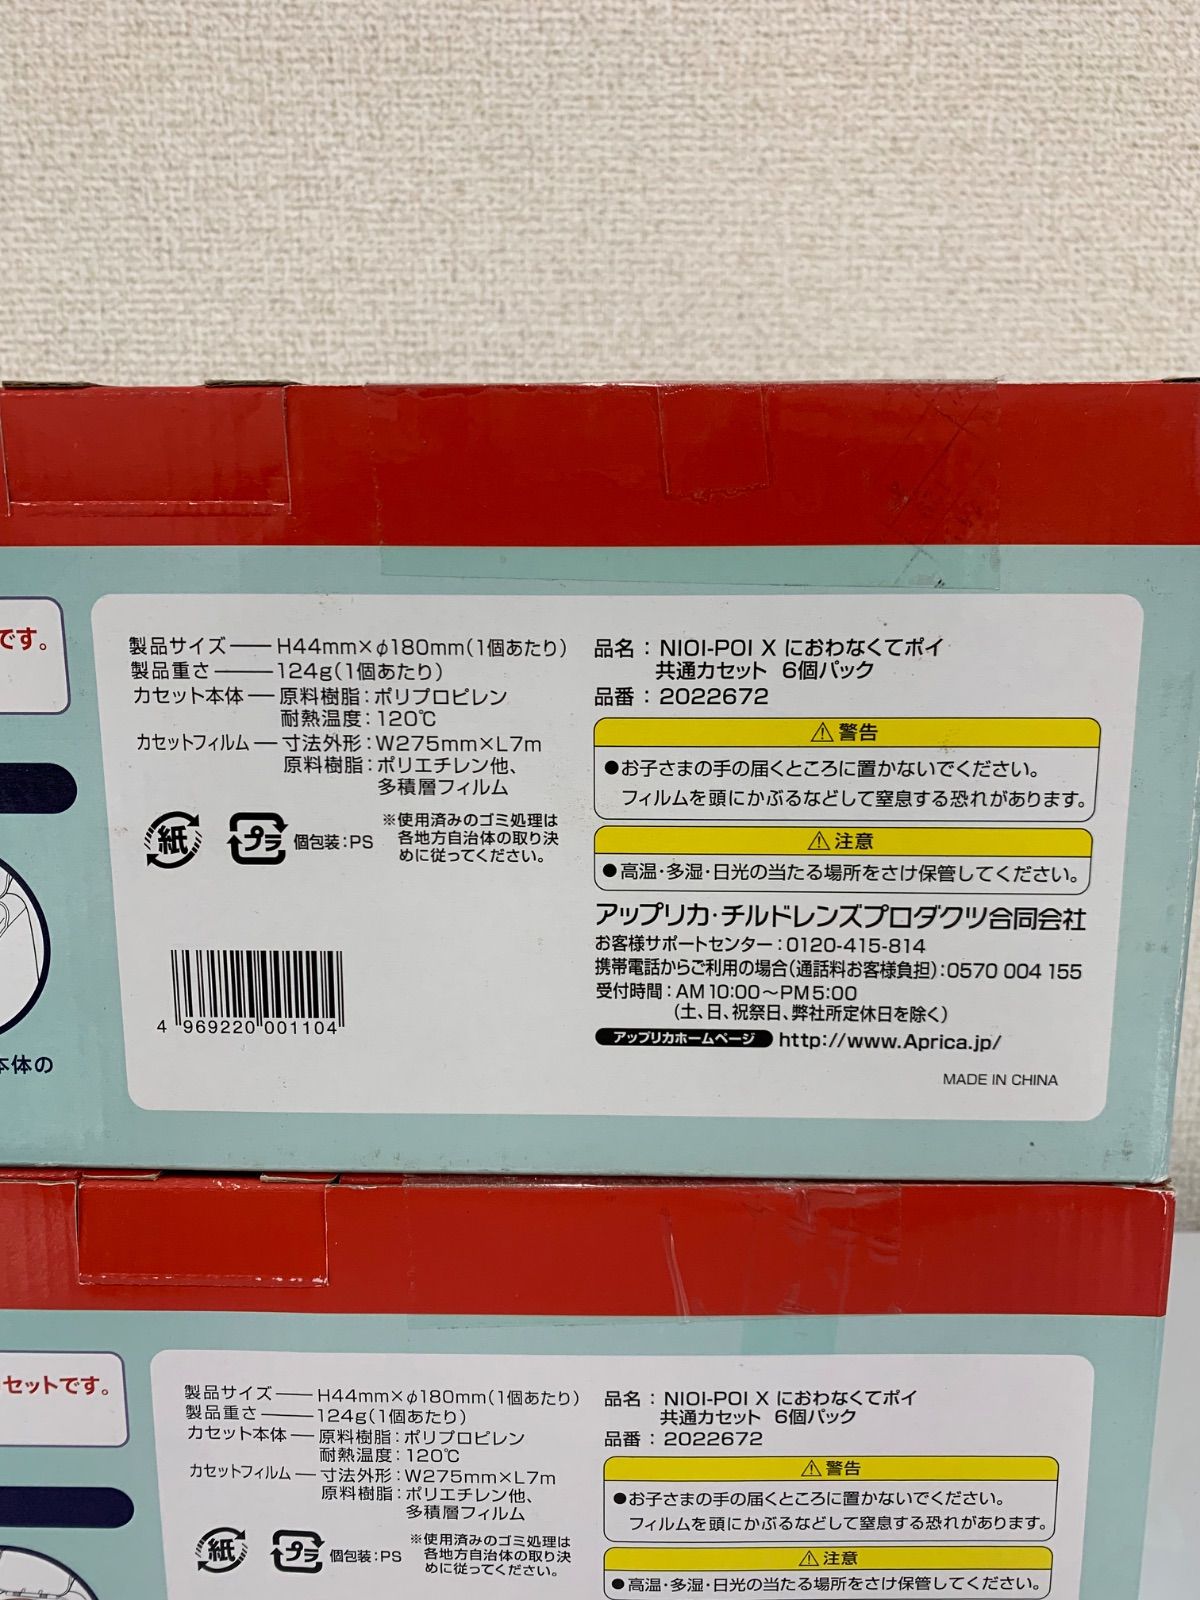 です。
製品サイズ── H44mm×φ180mm(1個あたり)
製品重さ──124g(1個あたり)
カセット本体─原料樹脂:ポリプロピレン
耐熱温度:120℃
カセットフィルム─寸法外形:W275mm×L7m
原料樹脂:ポリエチレン他、
多積層フィルム
紙
プラ
個包装:PS
※使用済みのゴミ処理は
各地方自治体の取り決
めに従ってください。
4 969220 001104
品名:NIOI-POI X におわなくてポイ
共通カセット 6個パック
品番:2022672
⚠警告
●お子さまの手の届くところに置かないでください。
フィルムを頭にかぶるなどして窒息する恐れがあります。
⚠注意
●高温・多湿・日光の当たる場所をさけ保管してください。
アップリカ・チルドレンズプロダクツ合同会社
お客様サポートセンター:0120-415-814
携帯電話からご利用の場合(通話料お客様負担):0570 004 155
受付時間:AM10:00～PM5:00
(土、日、祝祭日、弊社所定休日を除く)
アップリカホームページ http://www.Aprica.jp/
MADE IN CHINA
本体の
セットです。
製品サイズ── H44mm×φ180mm(1個あたり)
製品重さ──124g(1個あたり)
カセット本体─原料樹脂:ポリプロピレン
耐熱温度:120℃
カセットフィルム─寸法外形:W275mm×L7m
原料樹脂:ポリエチレン他、
多積層フィルム
紙
プラ
個包装:PS
※使用済みのゴミ処理は
各地方自治体の取り決
めに従ってください。
品名:NIOI-POI X におわなくてポイ
共通カセット 6個パック
品番:2022672
⚠警告
●お子さまの手の届くところに置かないでください。
フィルムを頭にかぶるなどして窒息する恐れがあります。
⚠注意
●高温・多湿・日光の当たる場所をさけ保管してください。